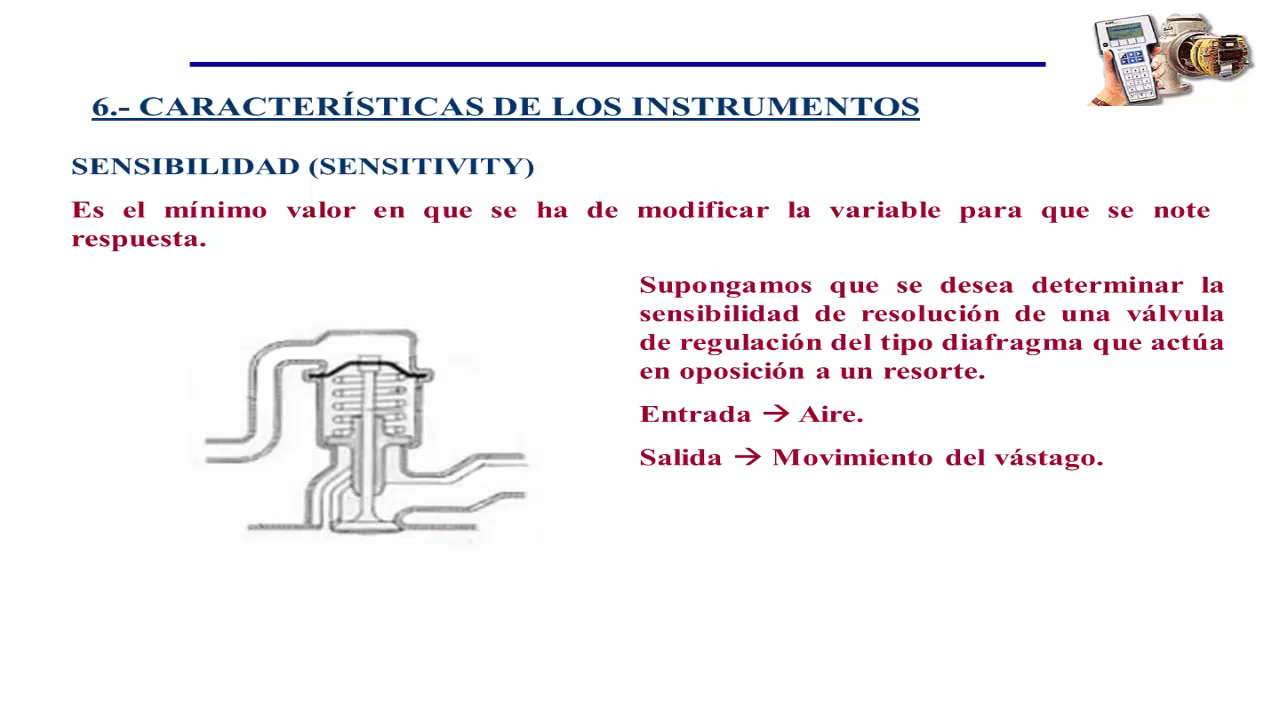 6.- CARACTERÍSTICAS DE LOS INSTRUMENTOS
SENSIBILIDAD (SENSITIVITY)
Es el mínimo valor en que se ha de modificar la variable para que se note
respuesta.
Supongamos que se desea determinar la
sensibilidad de resolución de una válvula
de regulación del tipo diafragma que actúa
en oposición a un resorte.
Entrada → Aire.
Salida → Movimiento del vástago.